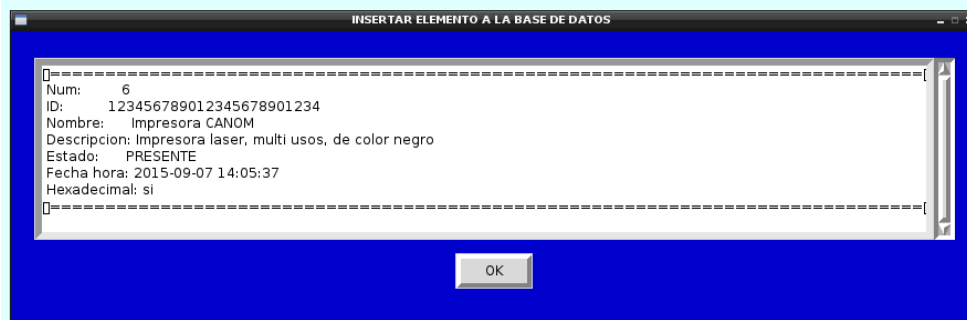 INSERTAR ELEMENTO A LA BASE DE DATOS
▯===============================================================================[
Num: 6
ID: 123456789012345678901234
Nombre: Impresora CANOM
Descripcion: Impresora laser, multi usos, de color negro
Estado: PRESENTE
Fecha hora: 2015-09-07 14:05:37
Hexadecimal: si
▯===============================================================================[
OK